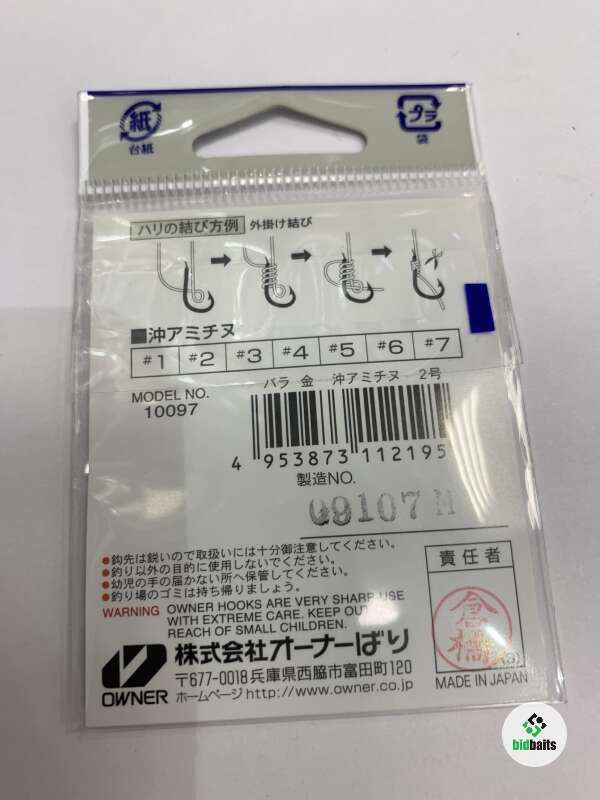 紙
台紙
プラ
袋
ハリの結び方例 外掛け結び
■沖アミチヌ
#1 #2 #3 #4 #5 #6 #7
MODEL NO.
10097
バラ 金 沖アミチヌ 2号
4 953873 112195
製造NO.
09107 M
●鈎先は鋭いので取扱いには十分御注意してください。
●釣り以外の目的に使用しないでください。
●幼児の手の届かない所へ保管してください。
●釣り場のゴミは持ち帰りましょう。
WARNING OWNER HOOKS ARE VERY SHARP USE
WITH EXTREME CARE. KEEP OUT
REACH OF SMALL CHILDREN.
責任者
倉橋
(S)
OWNER
株式会社オーナーばり
〒677-0018兵庫県西脇市富田町120
ホームページ http://www.owner.co.jp
MADE IN JAPAN
bidbaits